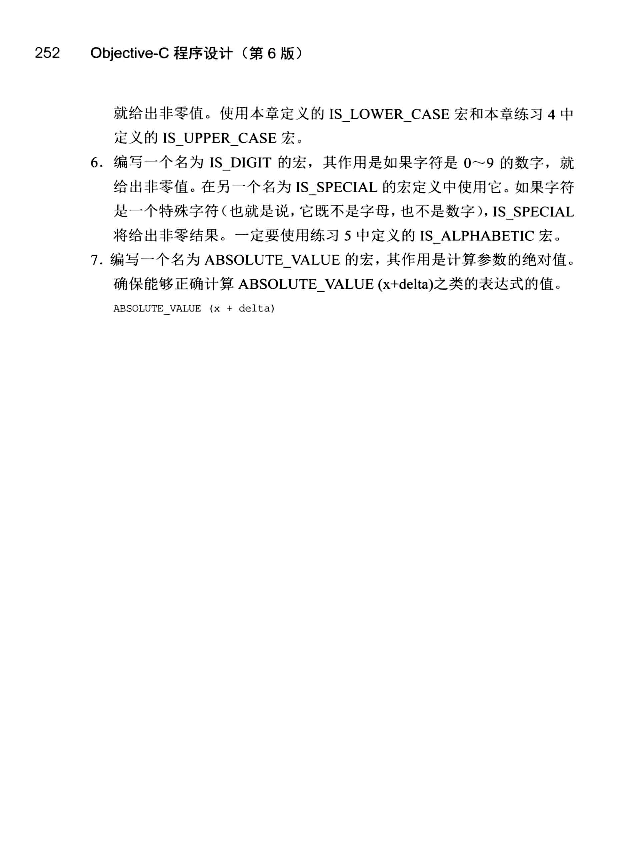 252 Objective-C 程序设计（第 6 版）
就给出非零值。使用本章定义的 IS_LOWER_CASE 宏和本章练习 4 中
定义的 IS_UPPER_CASE 宏。
6. 编写一个名为 IS_DIGIT 的宏，其作用是如果字符是 0～9 的数字，就
给出非零值。在另一个名为 IS_SPECIAL 的宏定义中使用它。如果字符
是一个特殊字符（也就是说，它既不是字母，也不是数字），IS_SPECIAL
将给出非零结果。一定要使用练习 5 中定义的 IS_ALPHABETIC 宏。
7. 编写一个名为 ABSOLUTE_VALUE 的宏，其作用是计算参数的绝对值。
确保能够正确计算 ABSOLUTE_VALUE (x+delta)之类的表达式的值。
ABSOLUTE_VALUE (x + delta)